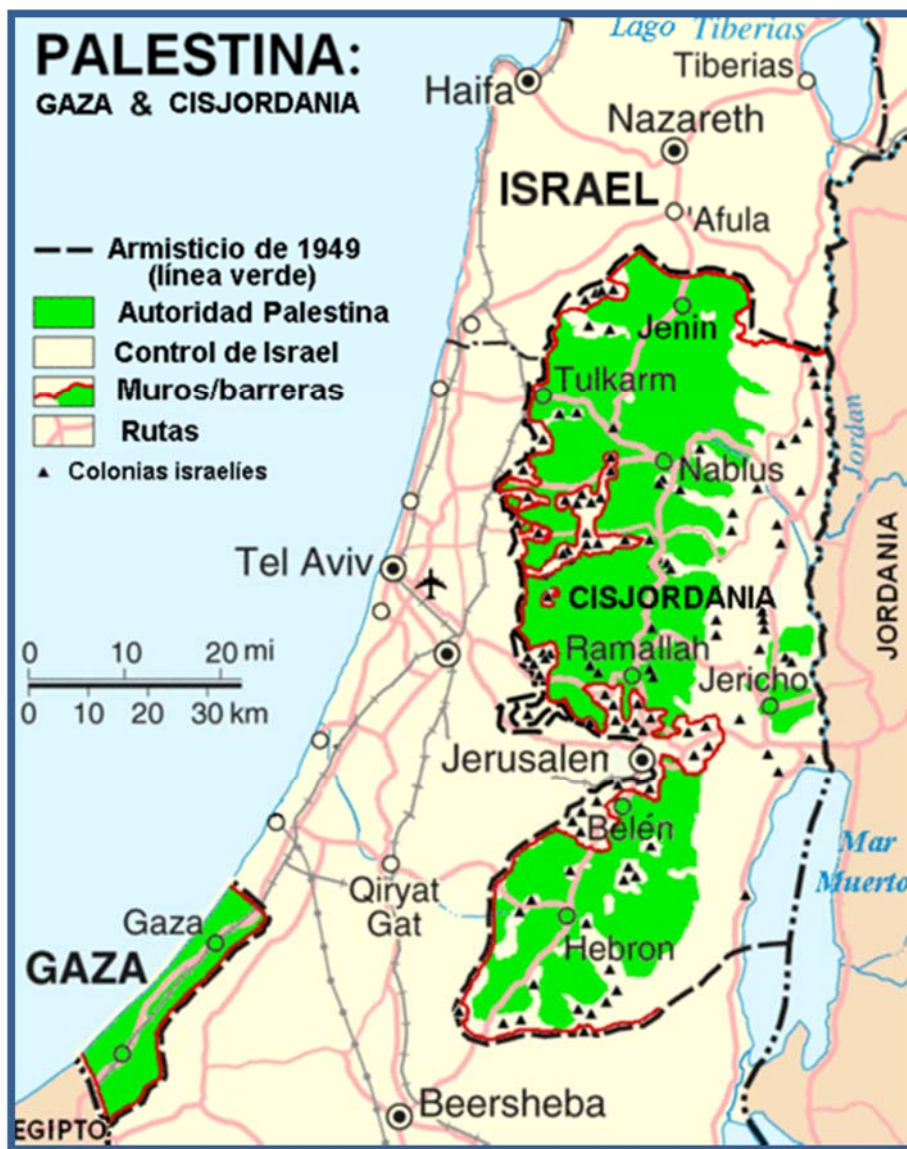 PALESTINA:
GAZA & CISJORDANIA
Lago Tiberias
Tiberias
Haifa
Nazareth
ISRAEL
'Afula
Armisticio de 1949
(línea verde)
Autoridad Palestina
Control de Israel
Muros/barreras
Rutas
Colonias israelíes
Jenin
Tulkarm
Nablus
Jordan
Tel Aviv
CISJORDANIA
JORDANIA
Ramallah
Jericho
10 20 mi
0
0 10 20 30 km
Jerusalen
Belén
Mar
Muerto
Qiryat
Gat
Gaza
GAZA
Hebron
Beersheba
EGIPTO